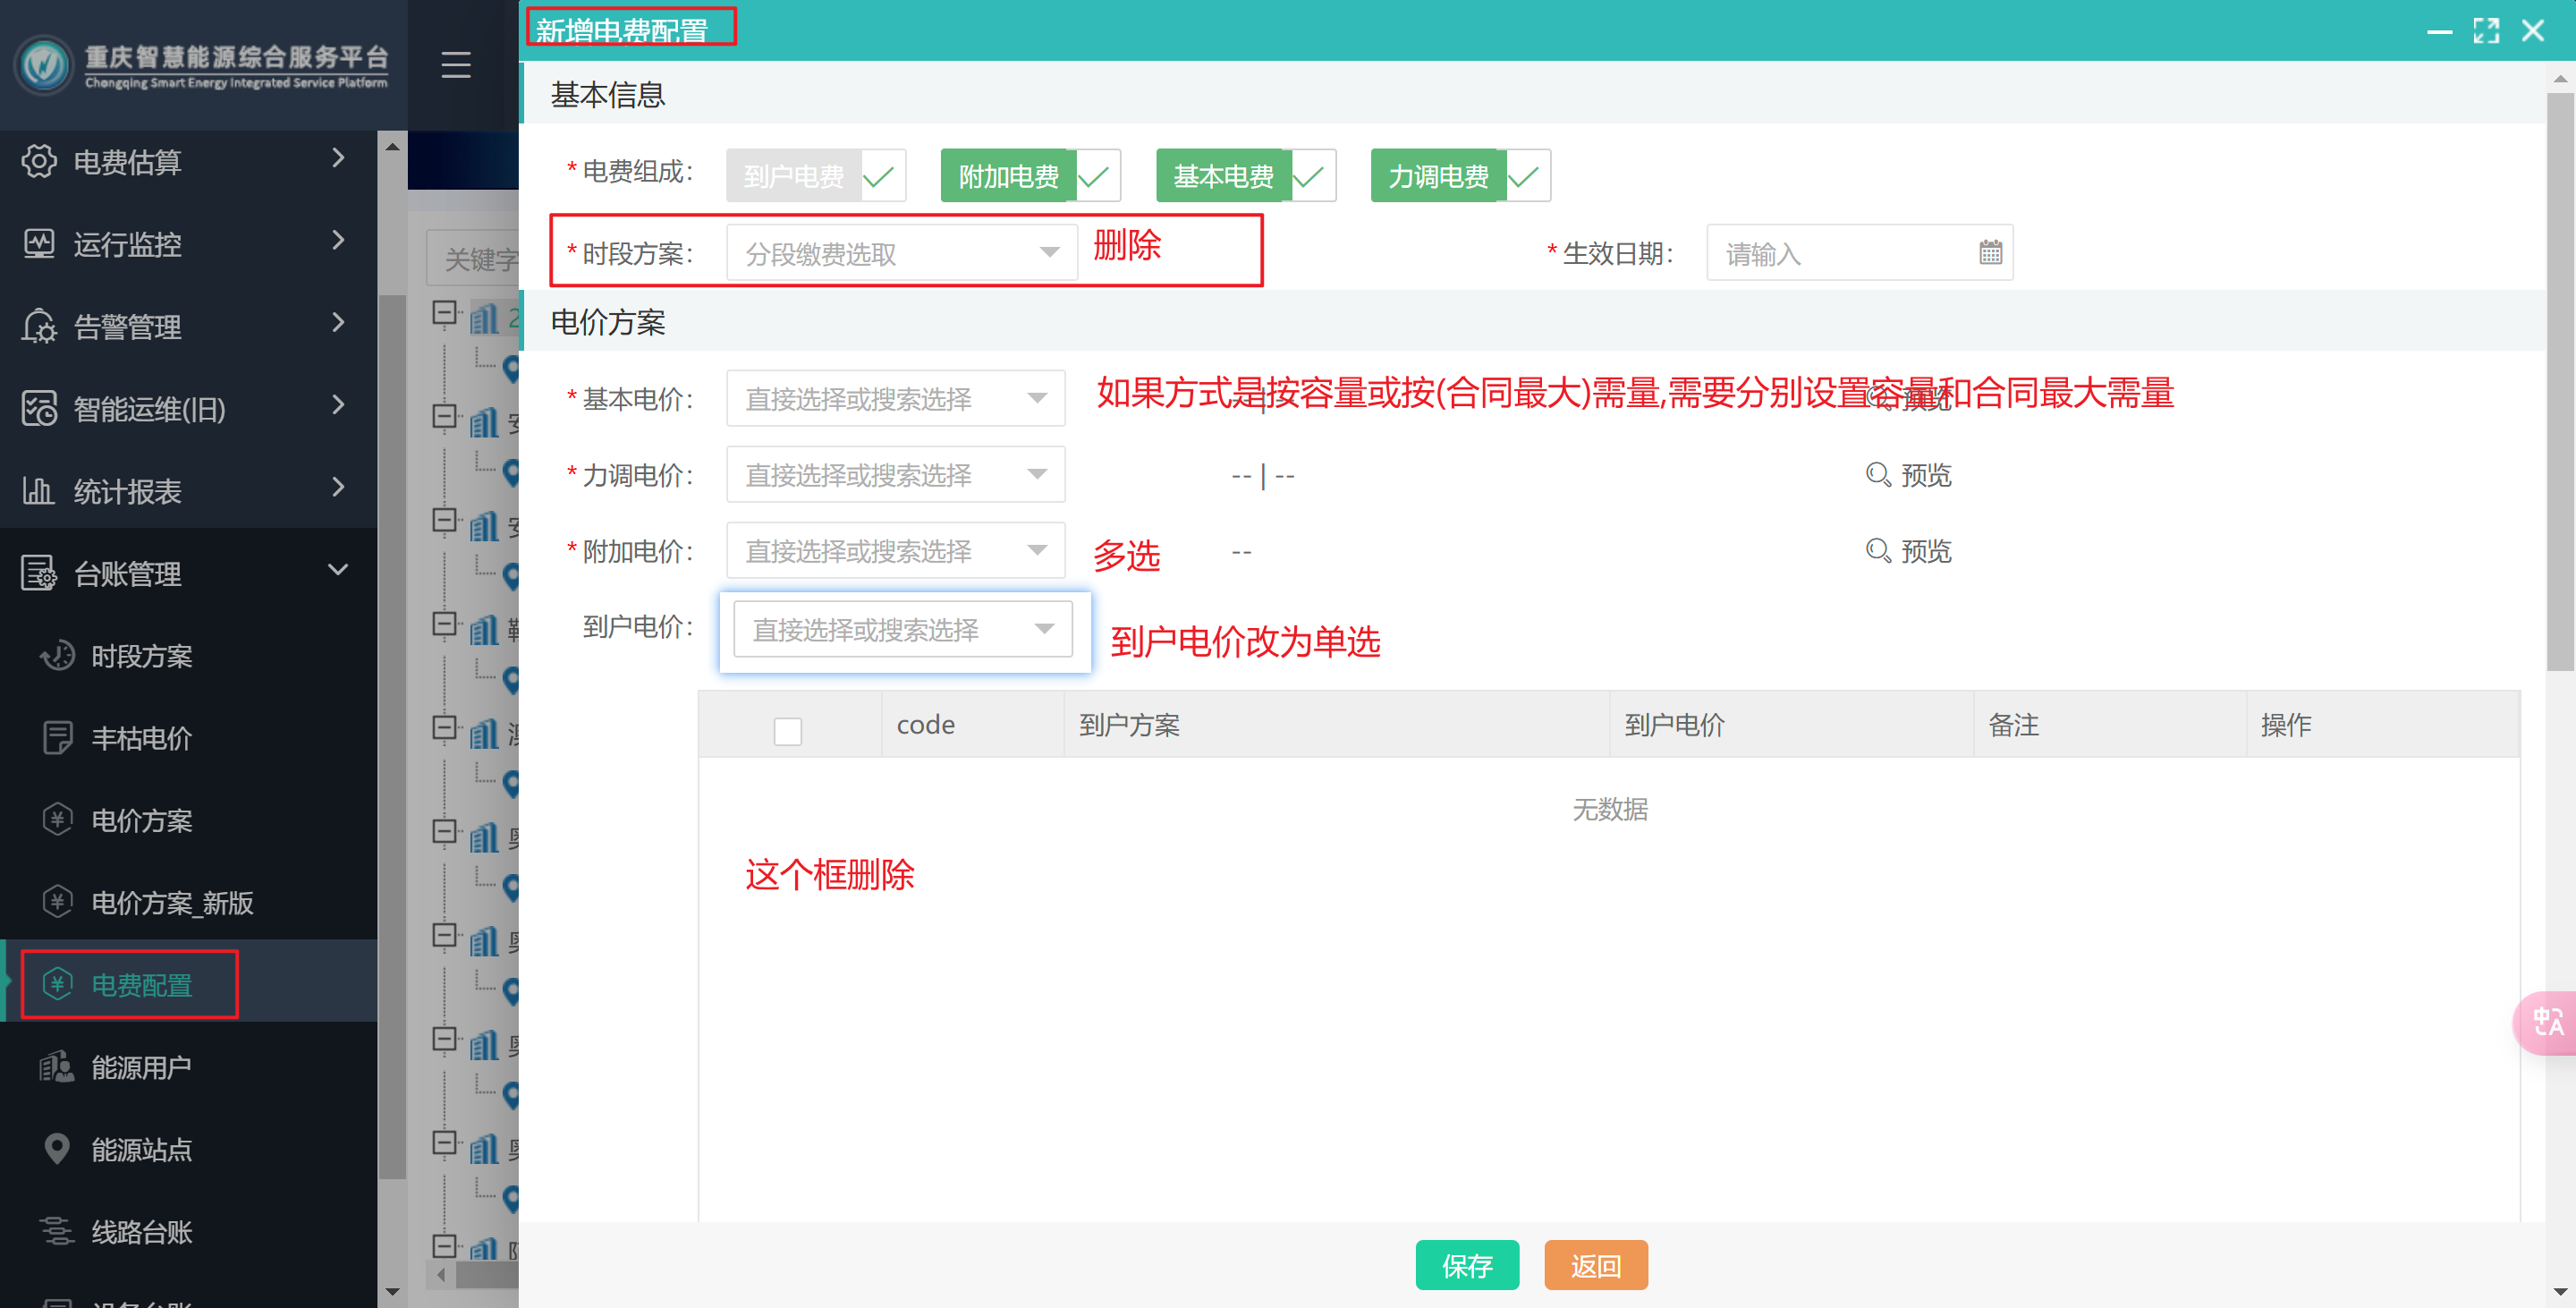 重庆智慧能源综合服务平台
Chongqing Smart Energy Integrated Service Platform
电费估算
运行监控
告警管理
智能运维(旧)
统计报表
台账管理
时段方案
丰枯电价
电价方案
电价方案_新版
电费配置
能源用户
能源站点
线路台账
关键字
新增电费配置
基本信息
* 电费组成: 到户电费 附加电费 基本电费 力调电费
* 时段方案: 分段缴费选取 删除 * 生效日期: 请输入
电价方案
* 基本电价: 直接选择或搜索选择 如果方式是按容量或按(合同最大)需量,需要分别设置容量和合同最大需量 预览
* 力调电价: 直接选择或搜索选择 -- | -- 预览
* 附加电价: 直接选择或搜索选择 多选 -- 预览
到户电价: 直接选择或搜索选择 到户电价改为单选
code 到户方案 到户电价 备注 操作
无数据
这个框删除
保存 返回